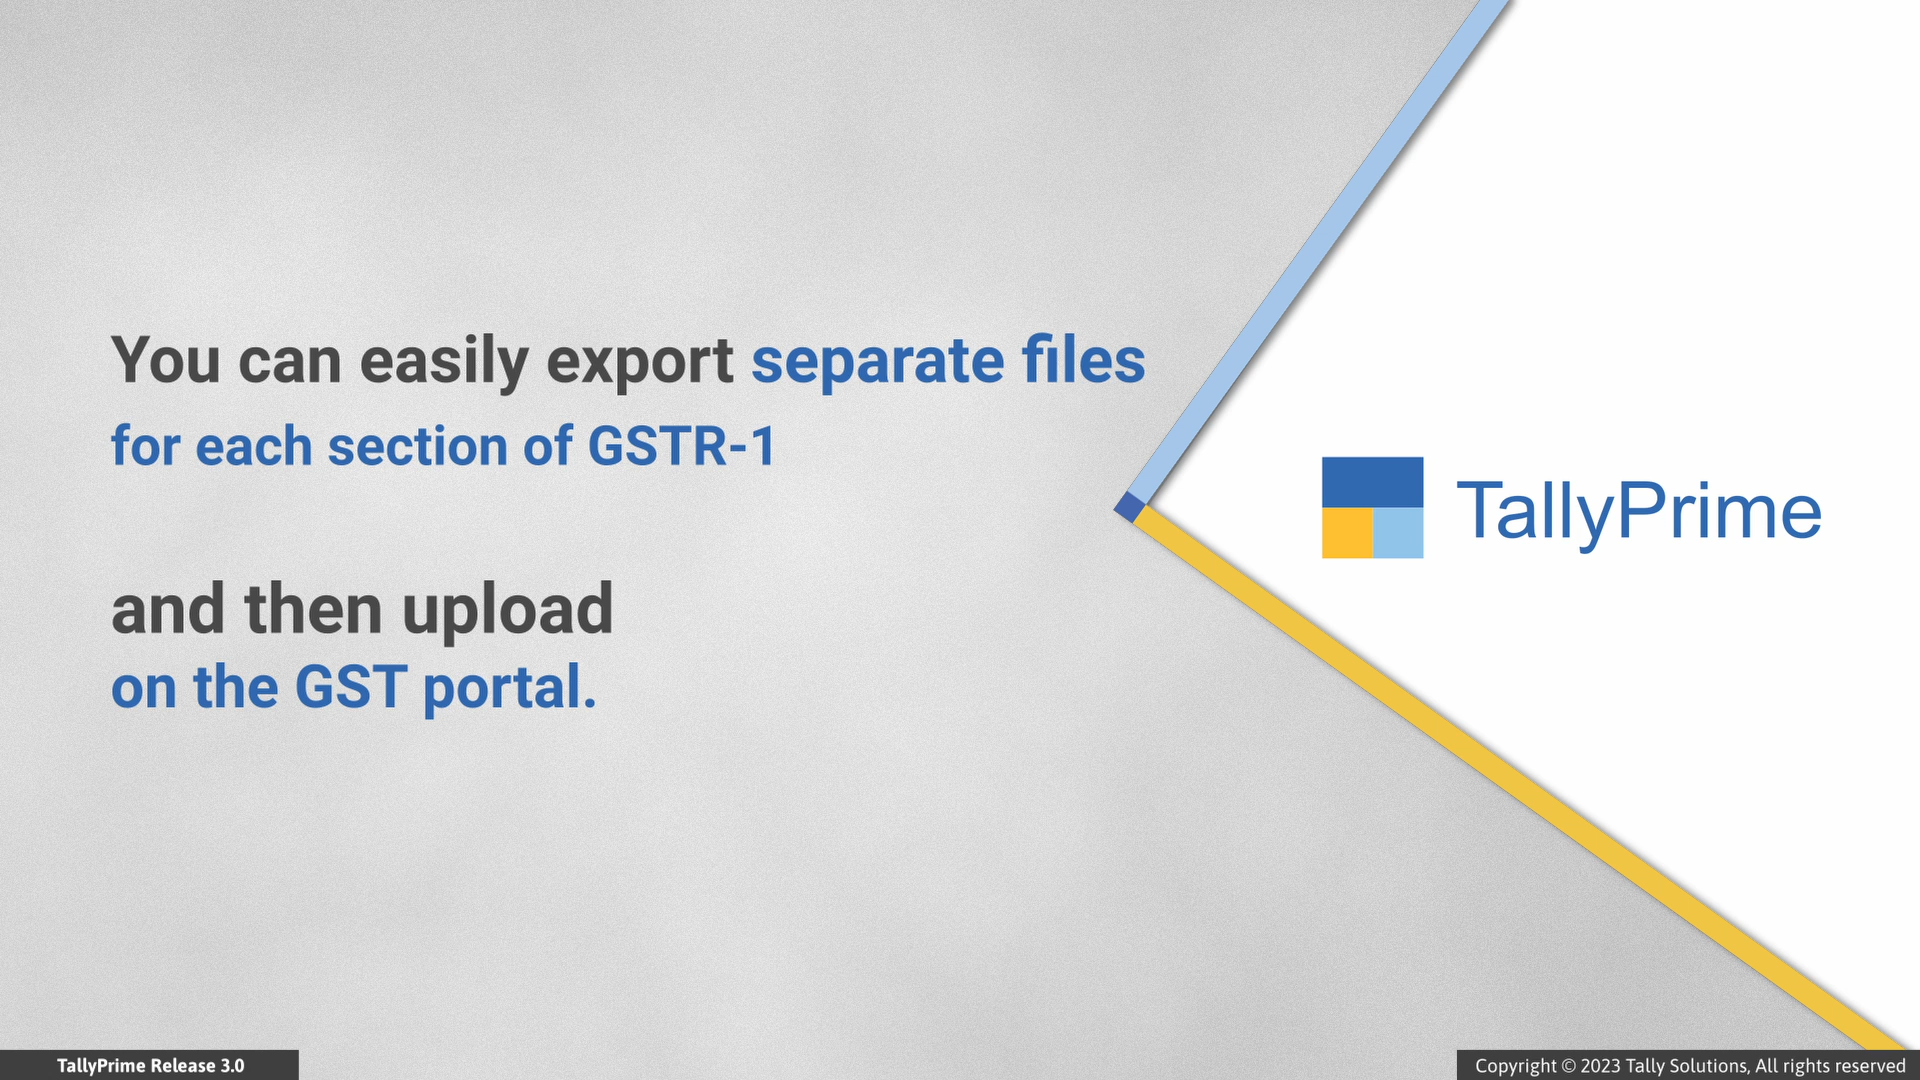 You can easily export separate files
for each section of GSTR-1
and then upload
on the GST portal.
TallyPrime
TallyPrime Release 3.0
Copyright © 2023 Tally Solutions, All rights reserved